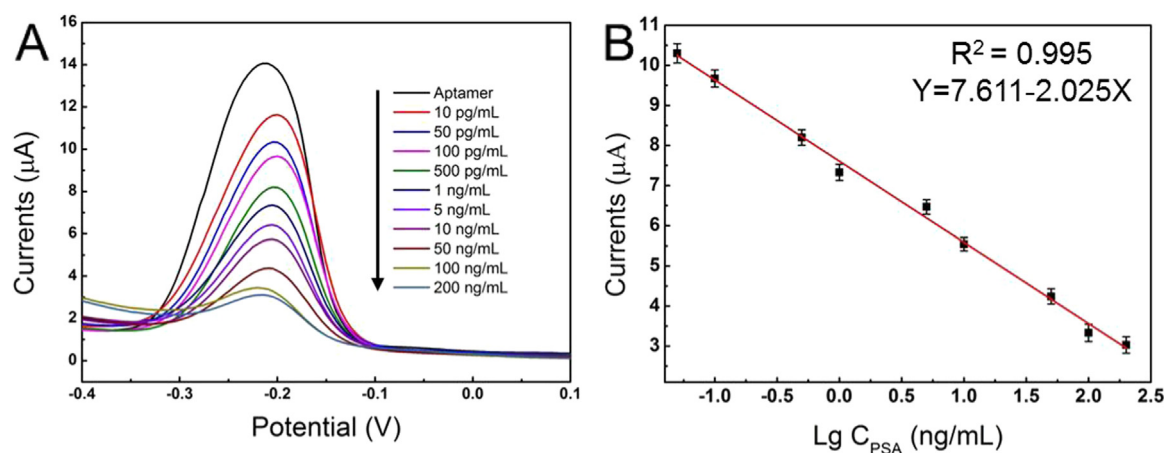 A
16
14
12
10
8
6
4
2
0
Currents (μA)
-0.4
-0.3
-0.2
-0.1
0.0
0.1
Potential (V)
Aptamer
10 pg/mL
50 pg/mL
100 pg/mL
500 pg/mL
1 ng/mL
5 ng/mL
10 ng/mL
50 ng/mL
100 ng/mL
200 ng/mL
B
11
10
9
8
7
6
5
4
3
Currents (μA)
R² = 0.995
Y=7.611-2.025X
-1.0
-0.5
0.0
0.5
1.0
1.5
2.0
2.5
Lg C_PSA (ng/mL)